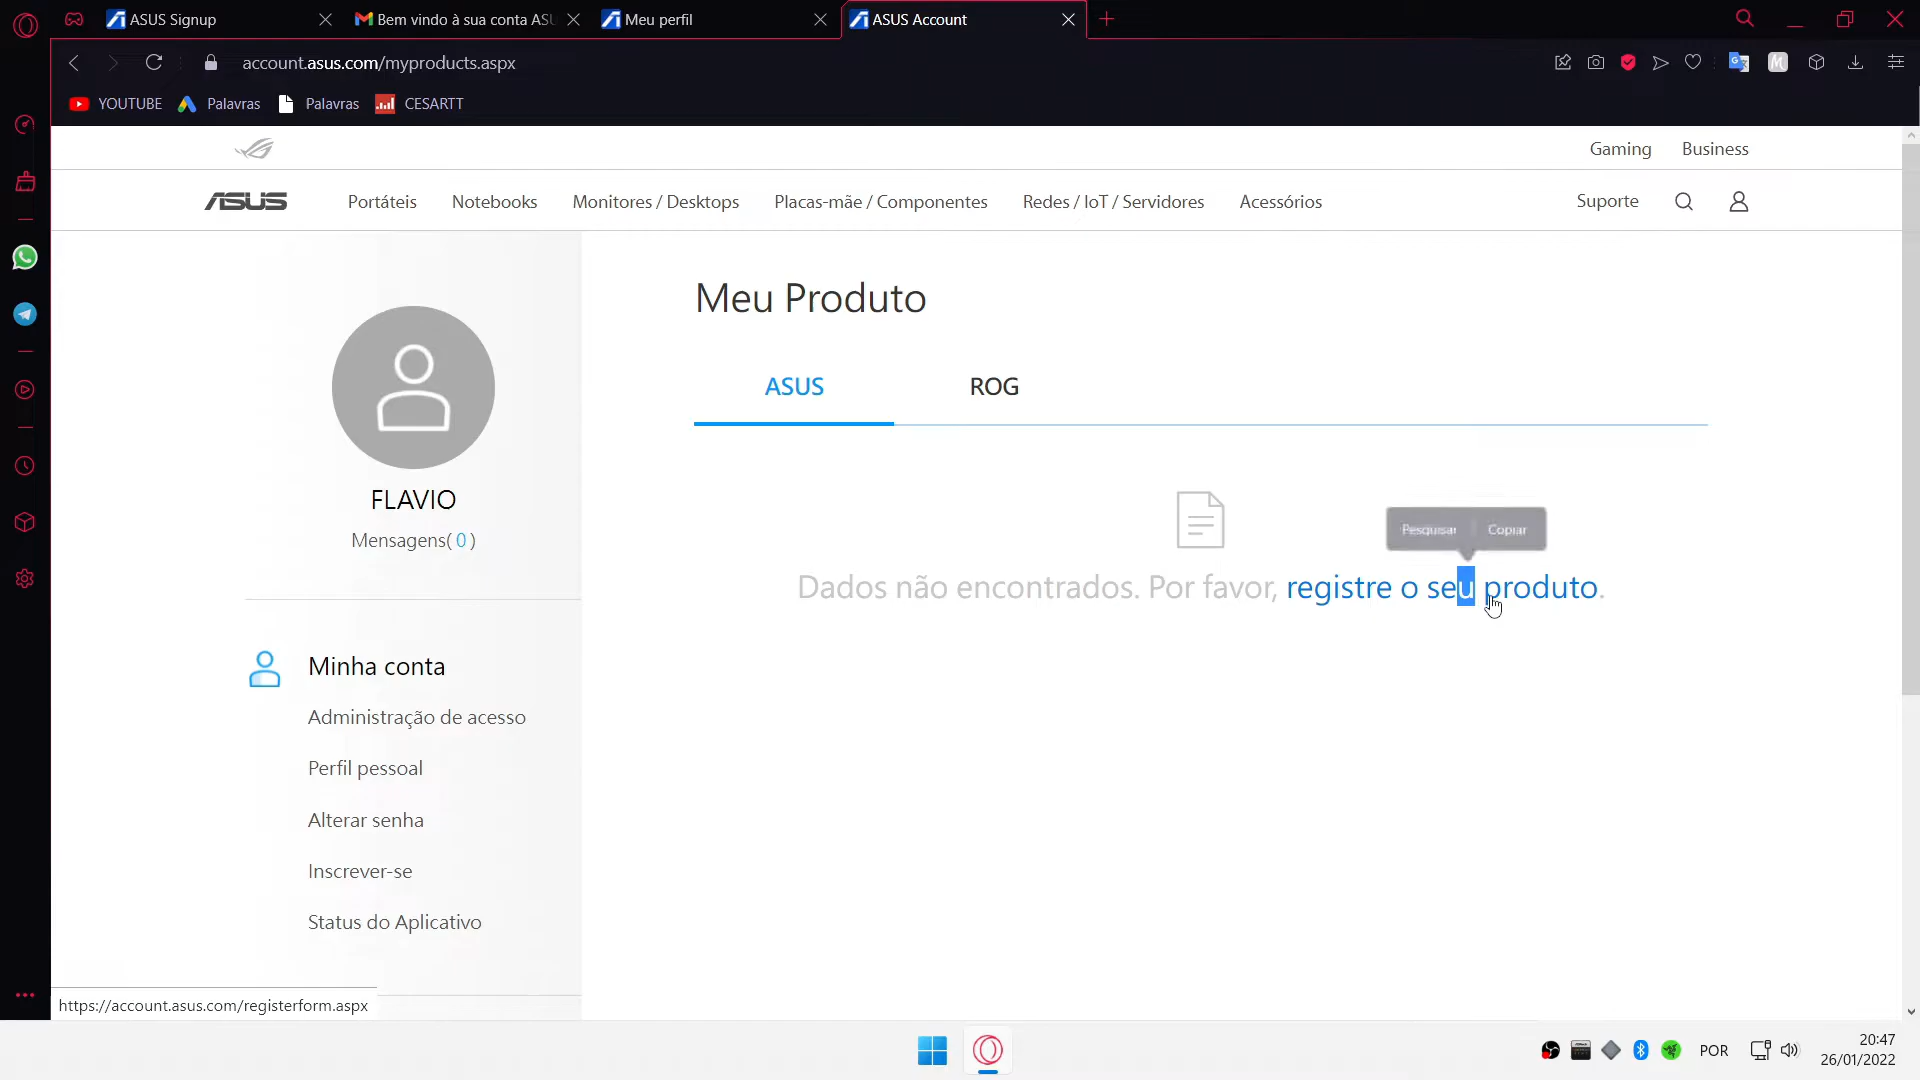 ASUS Signup
Bem vindo à sua conta ASU
Meu perfil
ASUS Account
account.asus.com/myproducts.aspx
YOUTUBE
Palavras
Palavras
CESARTT
Gaming
Business
ASUS
Portáteis
Notebooks
Monitores / Desktops
Placas-mãe / Componentes
Redes / IoT / Servidores
Acessórios
Suporte
FLAVIO
Mensagens( 0 )
Minha conta
Administração de acesso
Perfil pessoal
Alterar senha
Inscrever-se
Status do Aplicativo
Meu Produto
ASUS
ROG
Pesquisar
Copiar
Dados não encontrados. Por favor, registre o seu produto.
https://account.asus.com/registerform.aspx
POR
20:47
26/01/2022